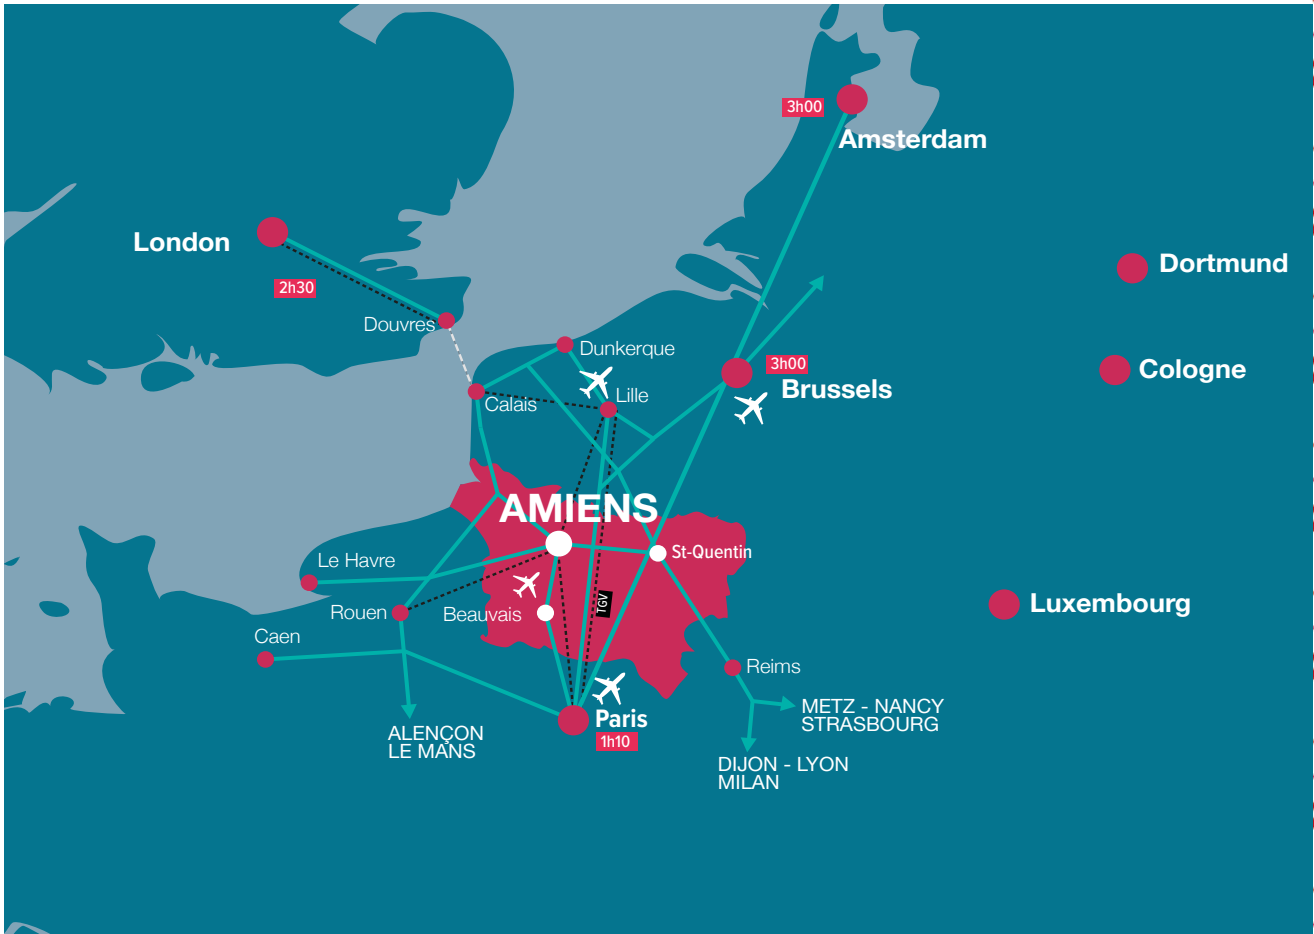 3h00
Amsterdam
London
Dortmund
2h30
Douvres
Dunkerque
3h00
Brussels
Cologne
Lille
Calais
AMIENS
St-Quentin
Le Havre
TGV
Rouen
Beauvais
Luxembourg
Caen
Reims
Paris
1h10
METZ - NANCY
STRASBOURG
ALENÇON
LE MANS
DIJON - LYON
MILAN